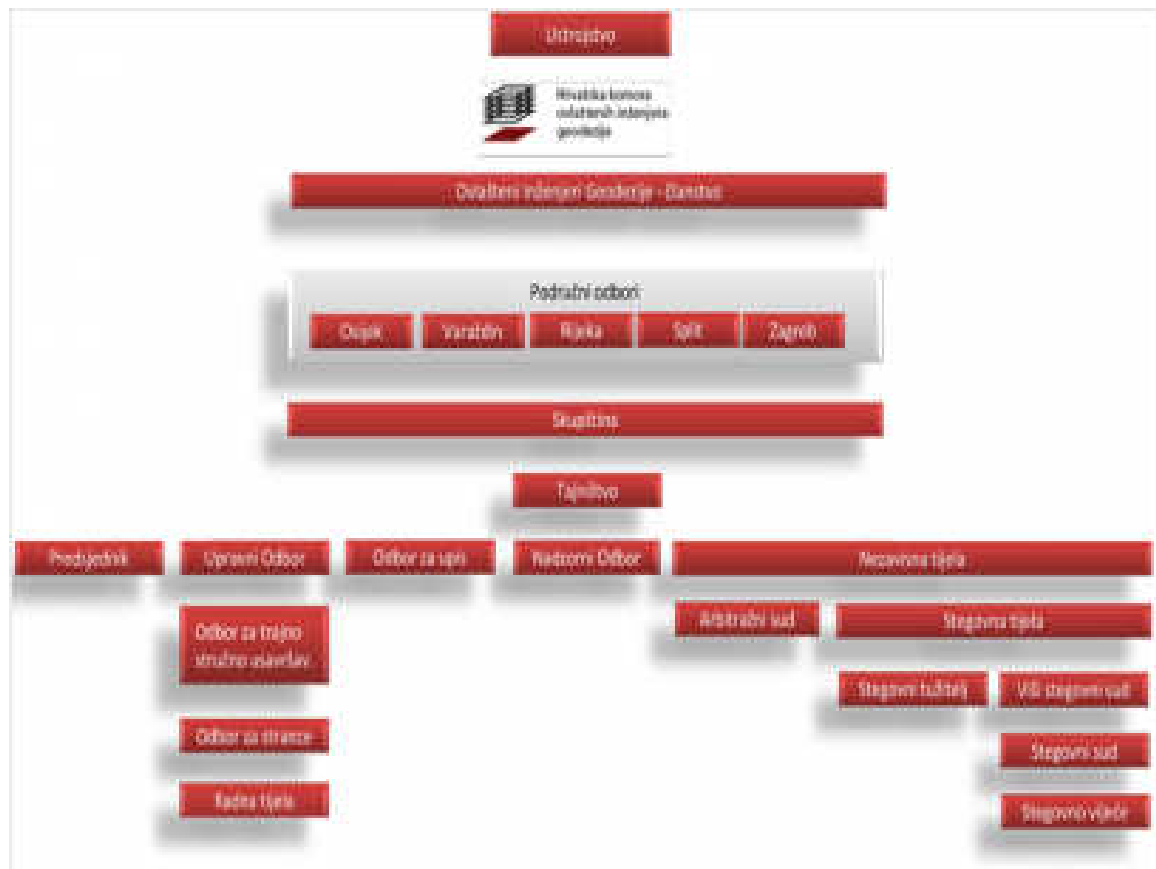 Ustrojstvo
Hrvatska komora
ovlaštenih inženjera
geodezije
Ovlašteni Inženjeri Geodezije - članstvo
Područni odbori
Osijek
Varaždin
Rijeka
Split
Zagreb
Skupština
Tajništvo
Predsjednik
Upravni Odbor
Odbor za upis
Nadzorni Odbor
Nezavisna tijela
Odbor za trajno
stručno usavršav
Arbitražni sud
Stegovna tijela
Stegovni tužitelj
Viši stegovni sud
Odbor za strance
Stegovni sud
Radna tijela
Stegovno vijeće